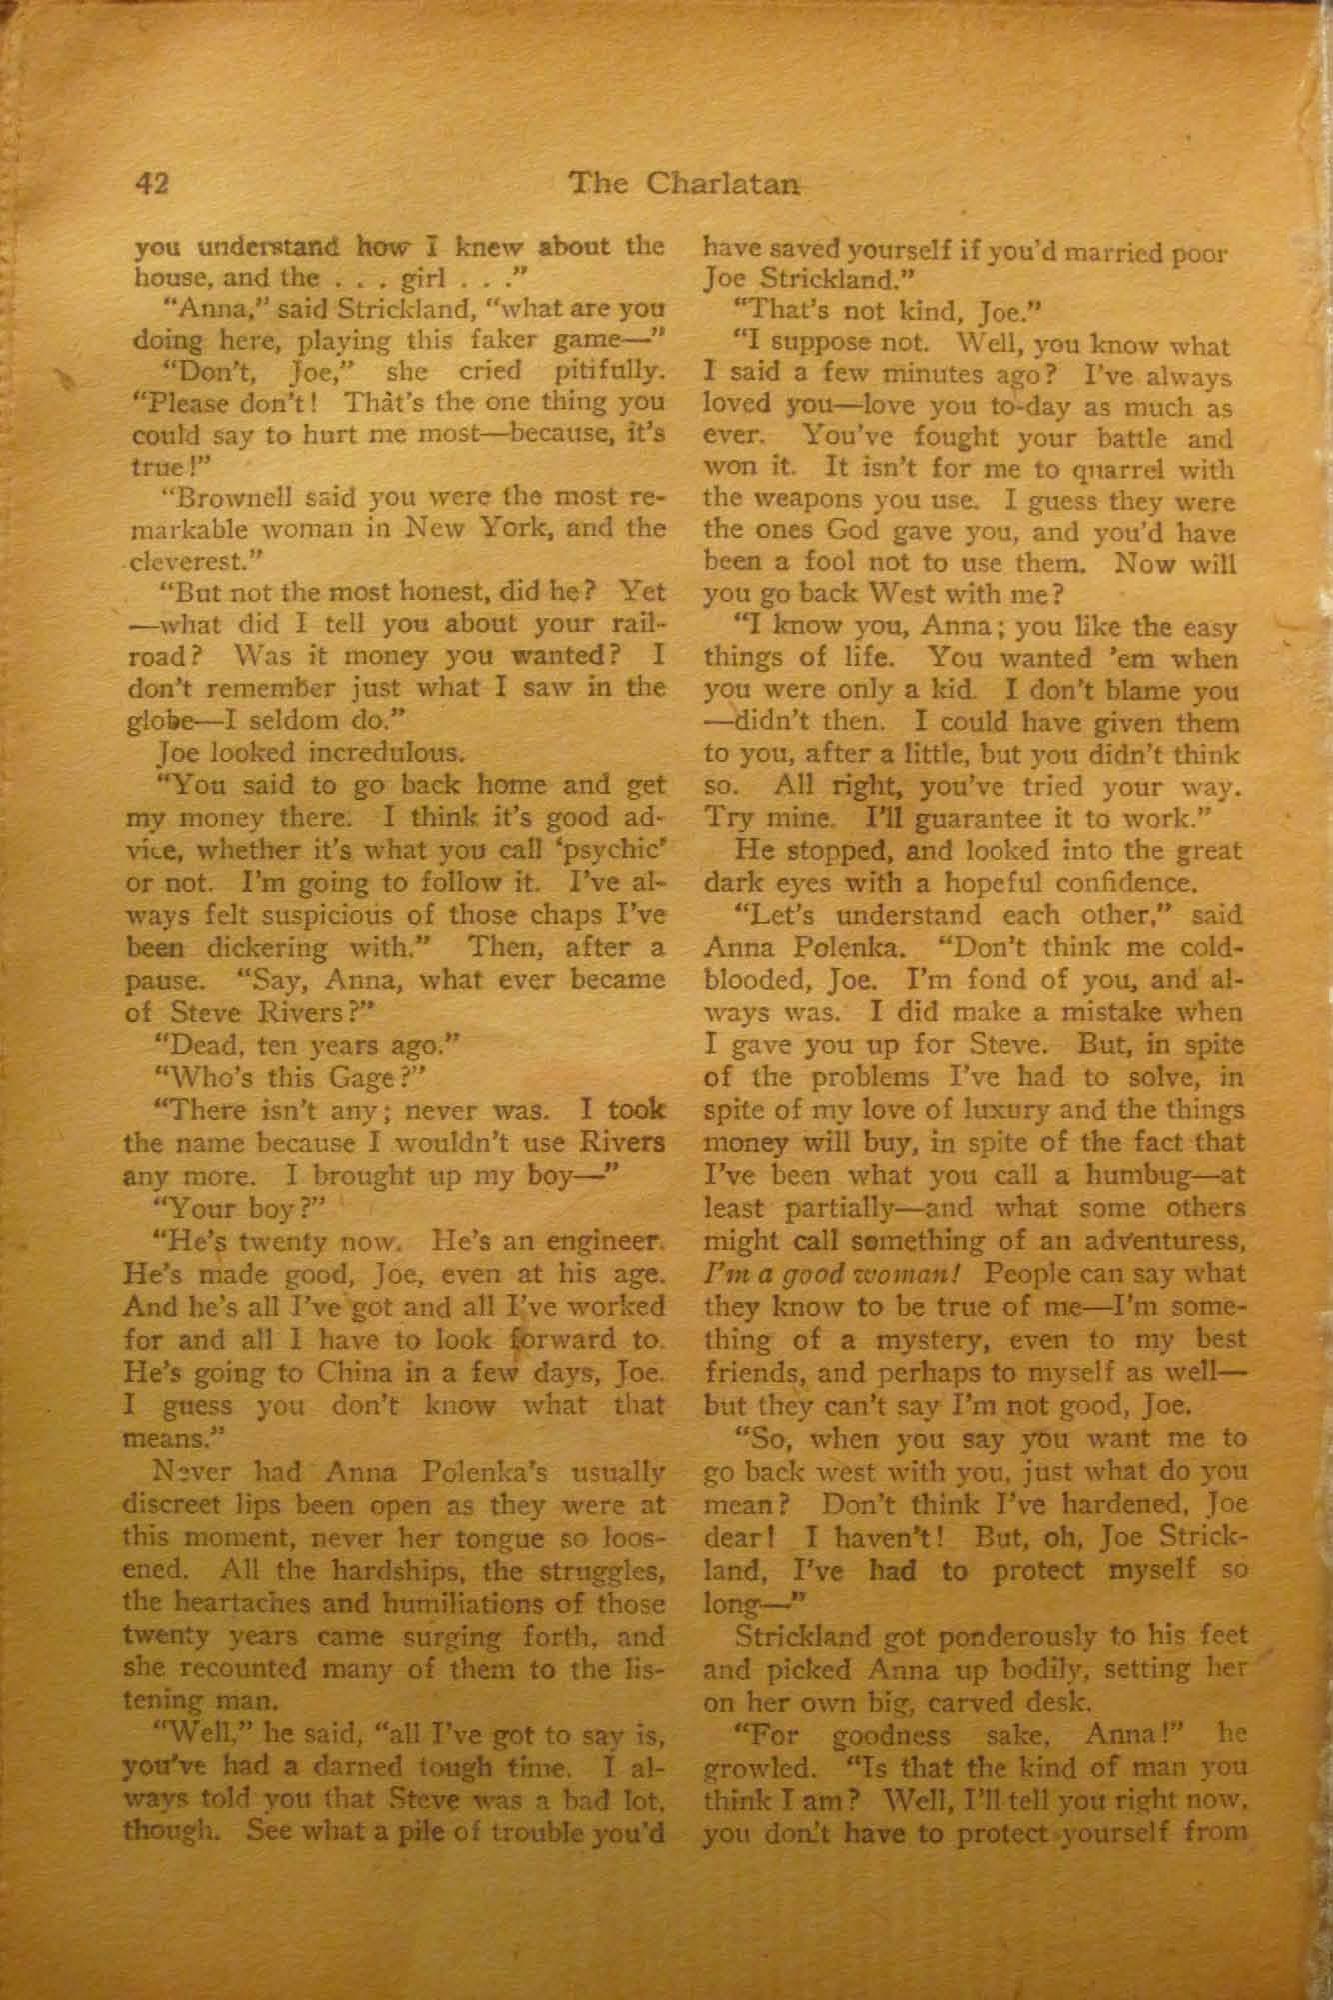 42
The Charlatan
you understand how I knew about the
house, and the . . . girl . . ."
"Anna," said Strickland, "what are you
doing here, playing this faker game—"
"Don't, Joe," she cried pitifully.
"Please don't! That's the one thing you
could say to hurt me most—because, it's
true!"
"Brownell said you were the most re-
markable woman in New York, and the
cleverest."
"But not the most honest, did he? Yet
—what did I tell you about your rail-
road? Was it money you wanted? I
don't remember just what I saw in the
globe—I seldom do."
Joe looked incredulous.
"You said to go back home and get
my money there. I think it's good ad-
vice, whether it's what you call 'psychic'
or not. I'm going to follow it. I've al-
ways felt suspicious of those chaps I've
been dickering with." Then, after a
pause. "Say, Anna, what ever became
of Steve Rivers?"
"Dead, ten years ago."
"Who's this Gage?"
"There isn't any; never was. I took
the name because I wouldn't use Rivers
any more. I brought up my boy—"
"Your boy?"
"He's twenty now. He's an engineer.
He's made good, Joe, even at his age.
And he's all I've got and all I've worked
for and all I have to look forward to.
He's going to China in a few days, Joe.
I guess you don't know what that
means."
Never had Anna Polenka's usually
discreet lips been open as they were at
this moment, never her tongue so loos-
ened. All the hardships, the struggles,
the heartaches and humiliations of those
twenty years came surging forth, and
she recounted many of them to the lis-
tening man.
"Well," he said, "all I've got to say is,
you've had a darned tough time. I al-
ways told you that Steve was a bad lot,
though. See what a pile of trouble you'd
have saved yourself if you'd married poor
Joe Strickland."
"That's not kind, Joe."
"I suppose not. Well, you know what
I said a few minutes ago? I've always
loved you—love you to-day as much as
ever. You've fought your battle and
won it. It isn't for me to quarrel with
the weapons you use. I guess they were
the ones God gave you, and you'd have
been a fool not to use them. Now will
you go back West with me?
"I know you, Anna; you like the easy
things of life. You wanted 'em when
you were only a kid. I don't blame you
—didn't then. I could have given them
to you, after a little, but you didn't think
so. All right, you've tried your way.
Try mine. I'll guarantee it to work."
He stopped, and looked into the great
dark eyes with a hopeful confidence.
"Let's understand each other," said
Anna Polenka. "Don't think me cold-
blooded, Joe. I'm fond of you, and al-
ways was. I did make a mistake when
I gave you up for Steve. But, in spite
of the problems I've had to solve, in
spite of my love of luxury and the things
money will buy, in spite of the fact that
I've been what you call a humbug—at
least partially—and what some others
might call something of an adventuress,
I'm a good woman! People can say what
they know to be true of me—I'm some-
thing of a mystery, even to my best
friends, and perhaps to myself as well—
but they can't say I'm not good, Joe.
"So, when you say you want me to
go back west with you, just what do you
mean? Don't think I've hardened, Joe
dear! I haven't! But, oh, Joe Strick-
land, I've had to protect myself so
long—"
Strickland got ponderously to his feet
and picked Anna up bodily, setting her
on her own big, carved desk.
"For goodness sake, Anna!" he
growled. "Is that the kind of man you
think I am? Well, I'll tell you right now,
you don't have to protect yourself from